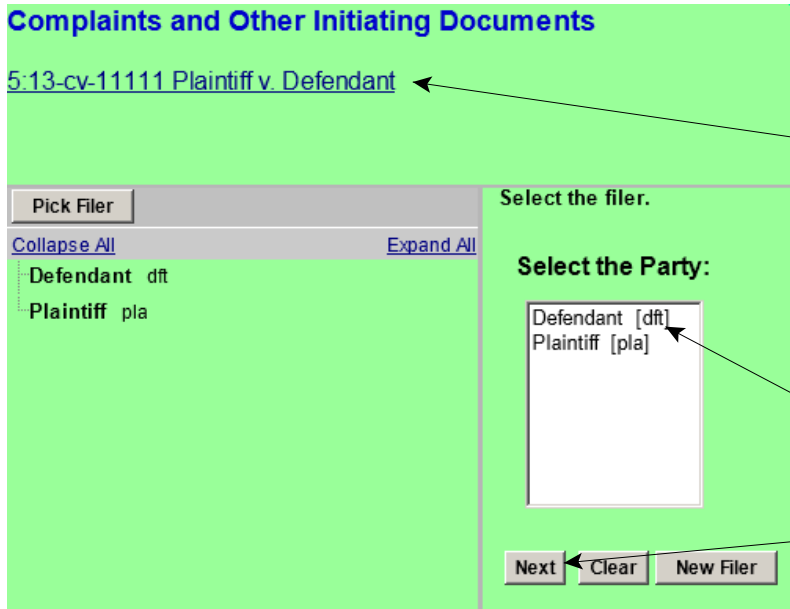 Complaints and Other Initiating Documents
5:13-cv-11111 Plaintiff v. Defendant
Pick Filer
Collapse All Expand All
Defendant dft
Plaintiff pla
Select the filer.
Select the Party:
Defendant [dft]
Plaintiff [pla]
Next Clear New Filer